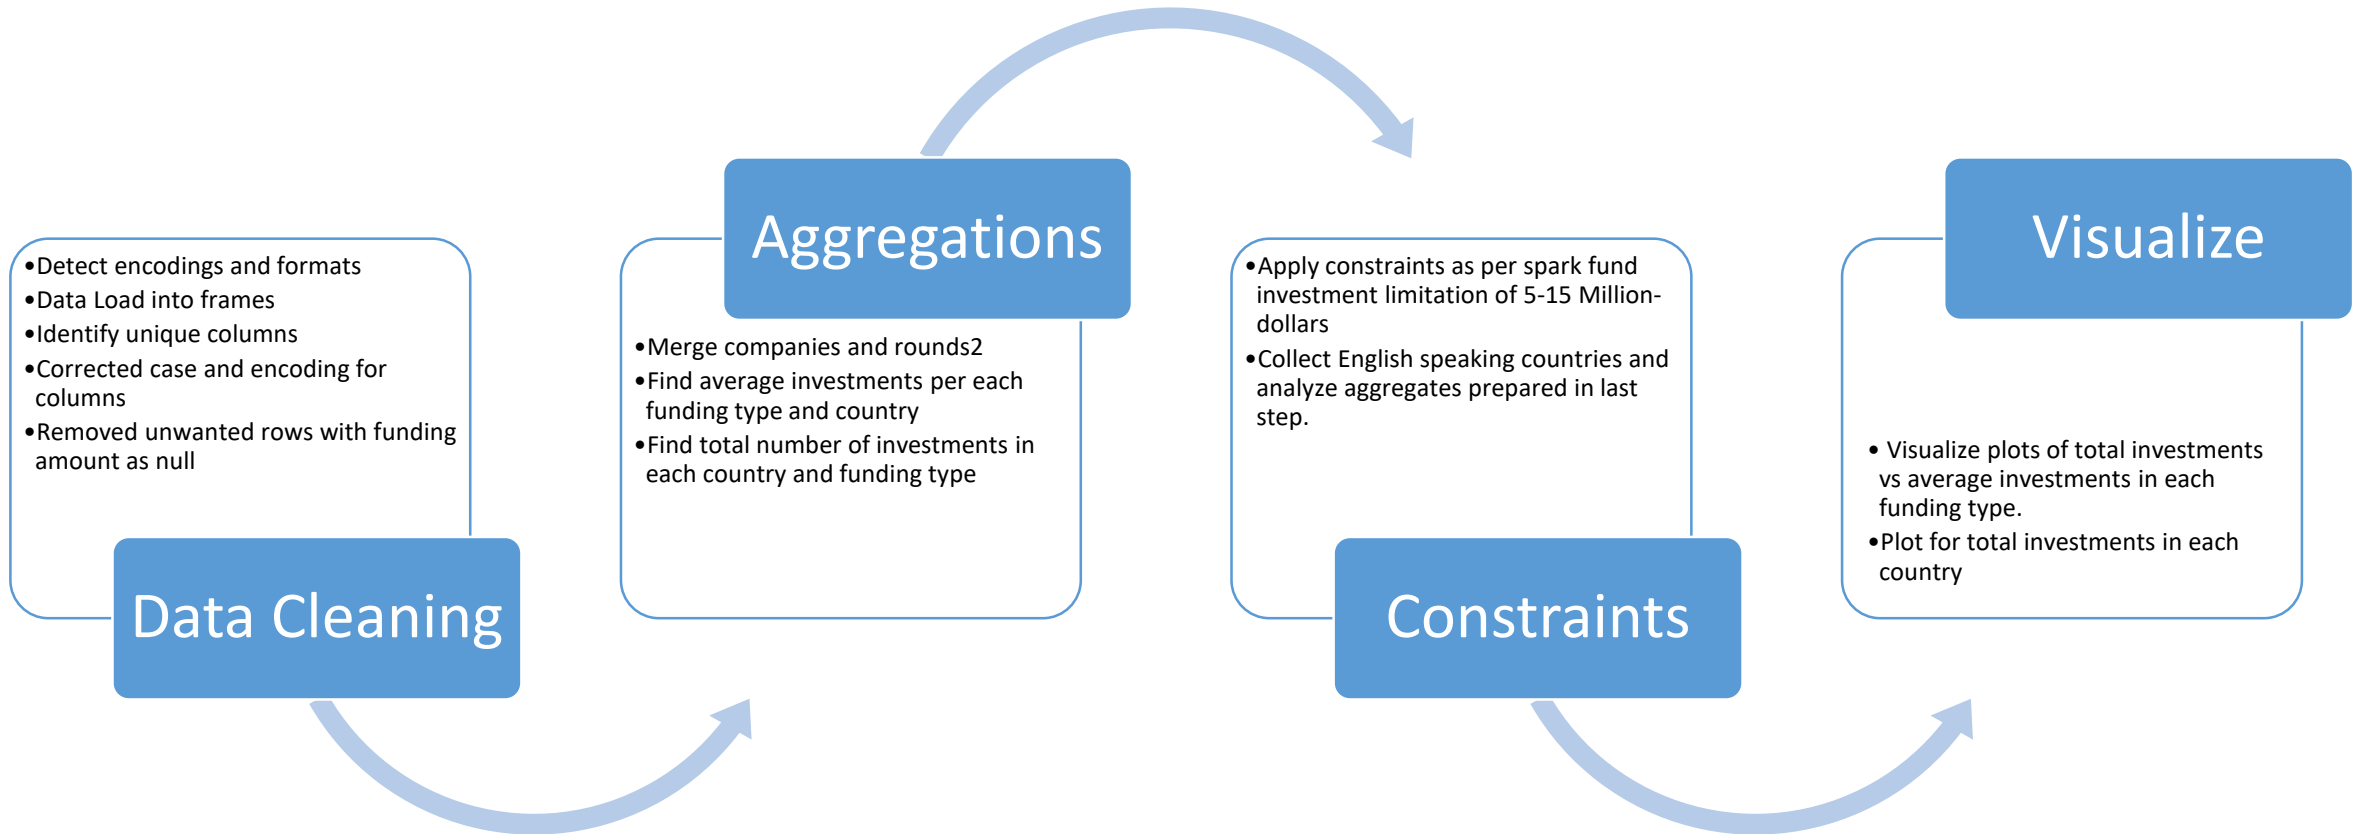 •Detect encodings and formats
•Data Load into frames
•Identify unique columns
•Corrected case and encoding for
columns
•Removed unwanted rows with funding
amount as null
Data Cleaning
Aggregations
•Merge companies and rounds2
•Find average investments per each
funding type and country
•Find total number of investments in
each country and funding type
•Apply constraints as per spark fund
investment limitation of 5-15 Million-
dollars
•Collect English speaking countries and
analyze aggregates prepared in last
step.
Constraints
Visualize
• Visualize plots of total investments
vs average investments in each
funding type.
•Plot for total investments in each
country